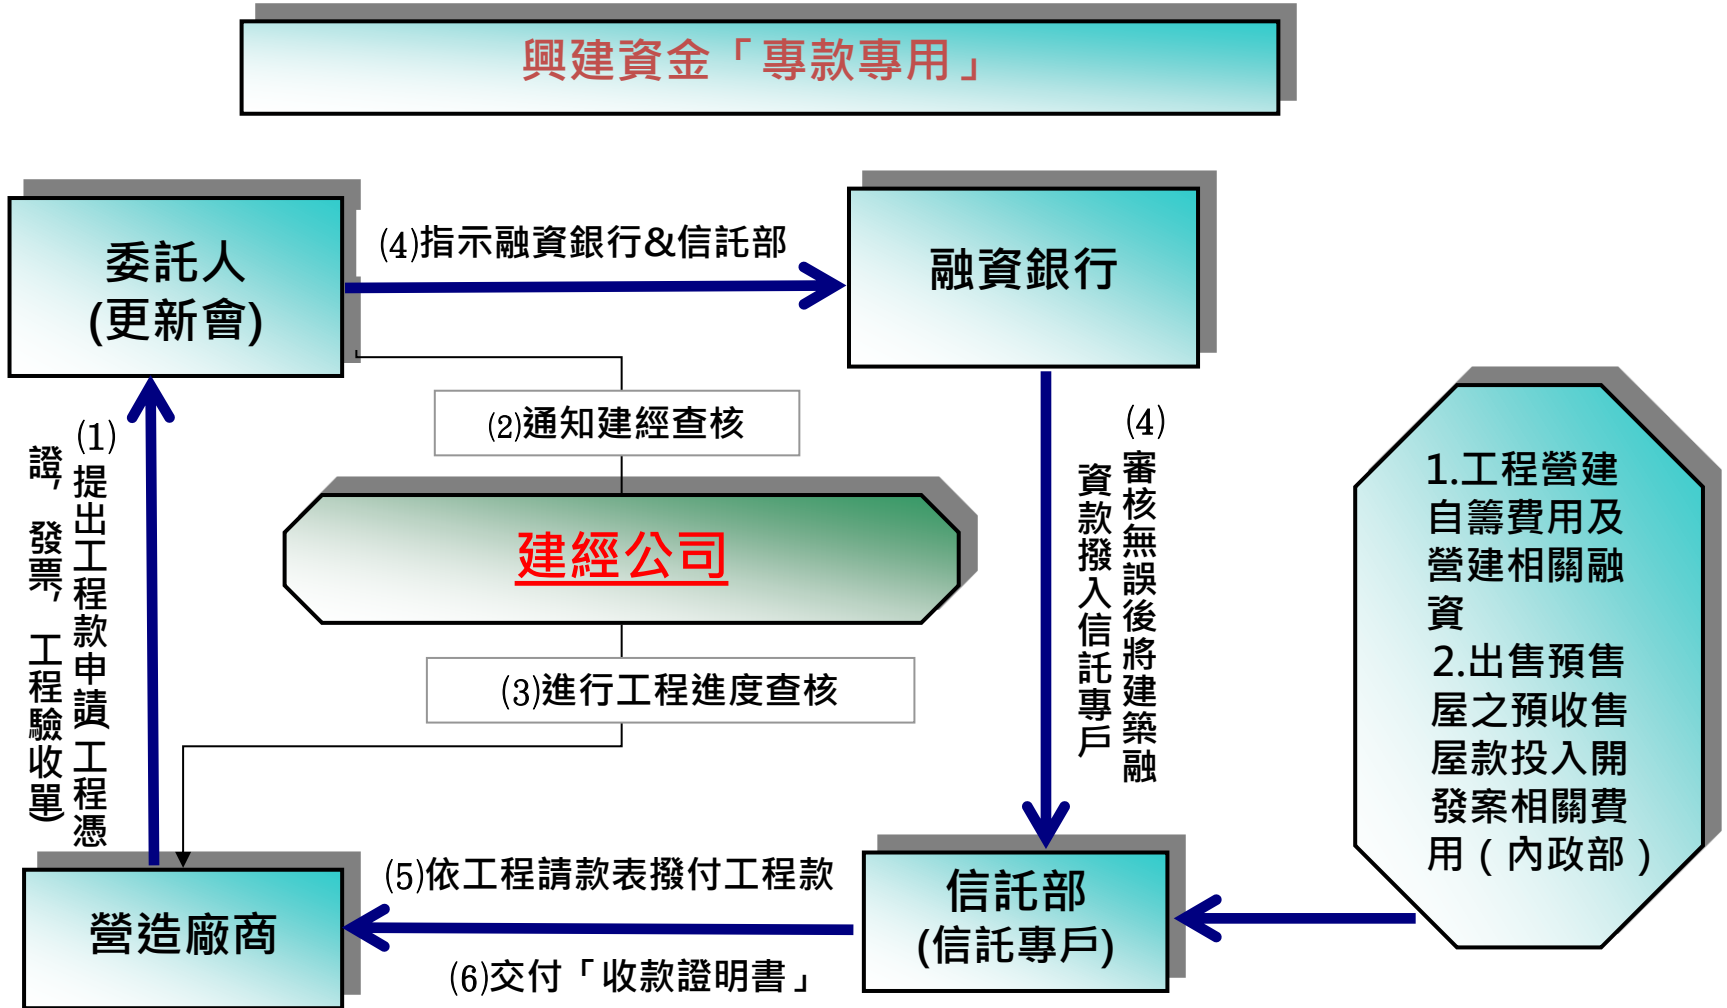 興建資金「專款專用」
委託人
(更新會)
(4)指示融資銀行&信託部
融資銀行
(2)通知建經查核
建經公司
(3)進行工程進度查核
(1)提出工程款申請(工程憑
證,發票,工程驗收單)
(4)審核無誤後將建築融
資款撥入信託專戶
1.工程營建
自籌費用及
營建相關融
資
2.出售預售
屋之預收售
屋款投入開
發案相關費
用(內政部)
營造廠商
(5)依工程請款表撥付工程款
(6)交付「收款證明書」
信託部
(信託專戶)